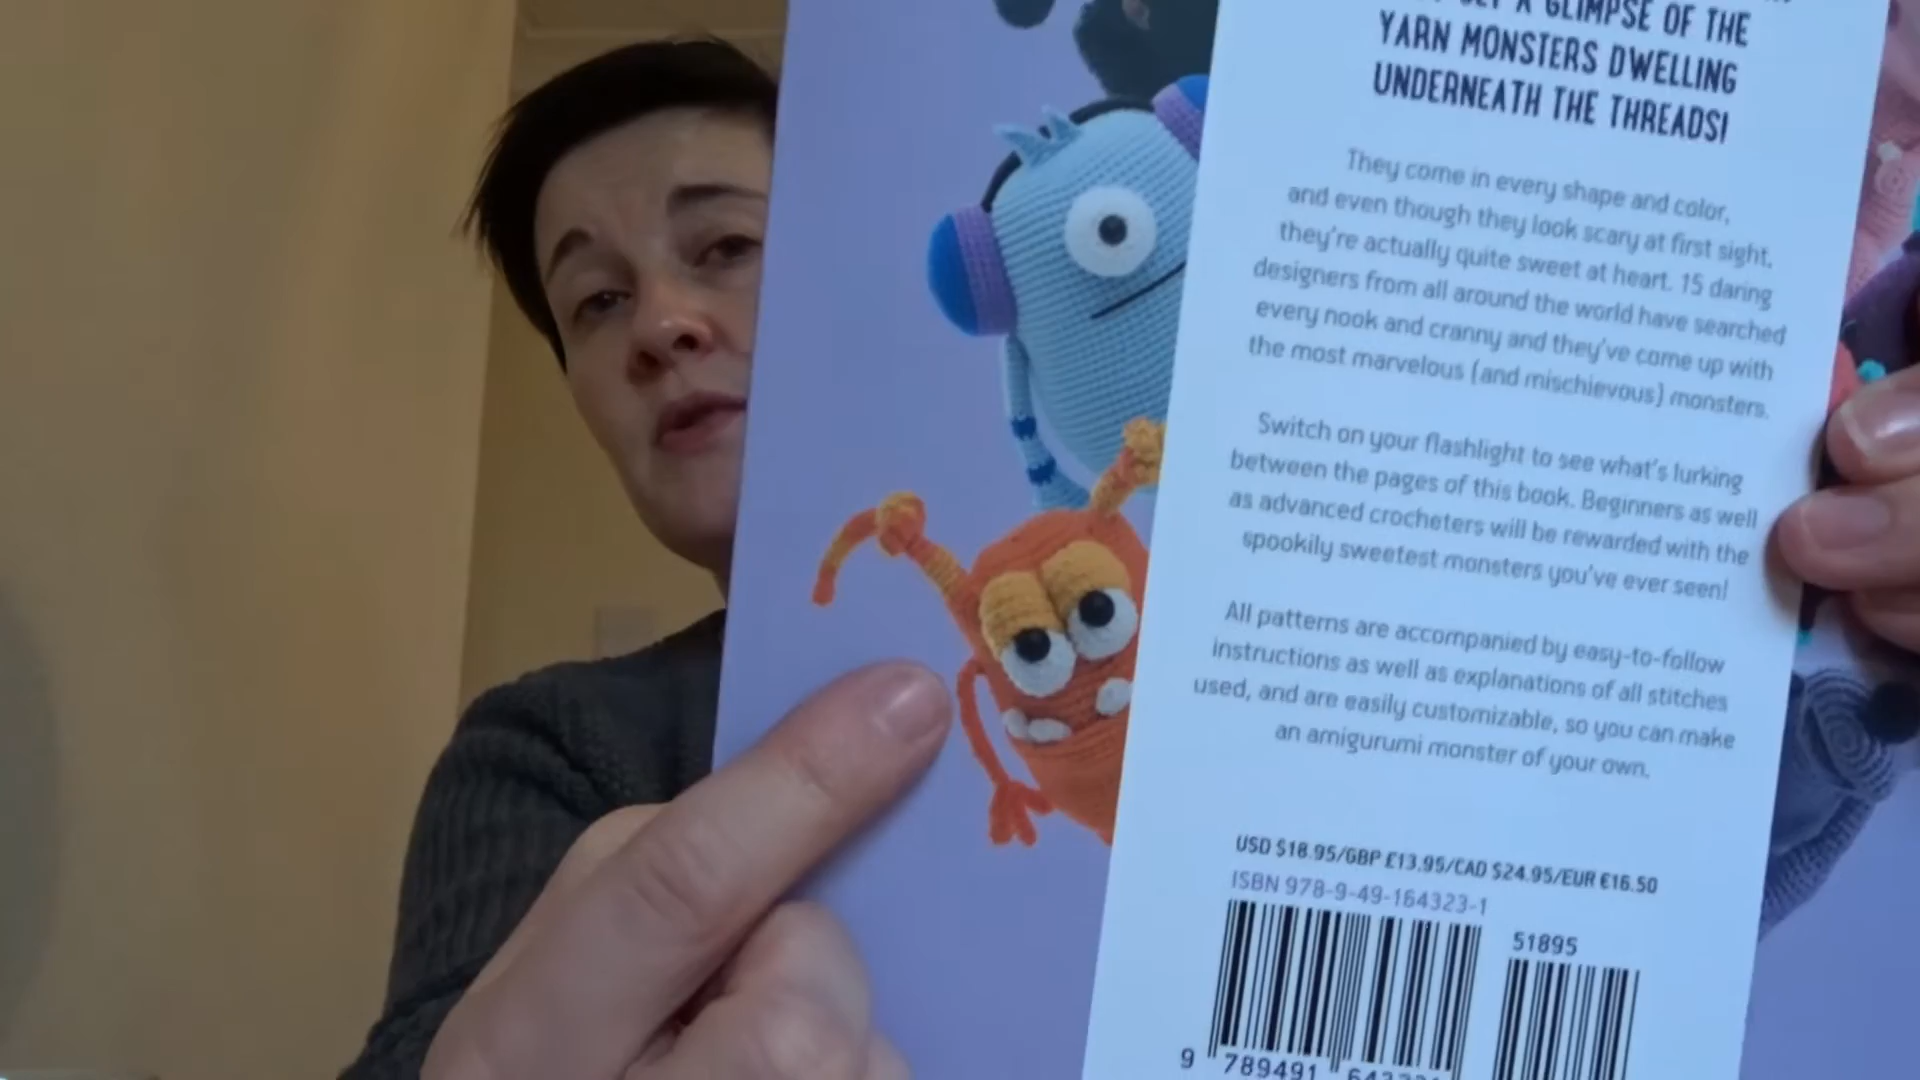 A GLIMPSE OF THE
YARN MONSTERS DWELLING
UNDERNEATH THE THREADS!
They come in every shape and color,
and even though they look scary at first sight,
they're actually quite sweet at heart. 15 daring
designers from all around the world have searched
every nook and cranny and they've come up with
the most marvelous (and mischievous) monsters.
Switch on your flashlight to see what's lurking
between the pages of this book. Beginners as well
as advanced crocheters will be rewarded with the
spookily sweetest monsters you've ever seen!
All patterns are accompanied by easy-to-follow
instructions as well as explanations of all stitches
used, and are easily customizable, so you can make
an amigurumi monster of your own.
USD $18.95/GBP £13.95/CAD $24.95/EUR €16.50
ISBN 978-9-49-164323-1
51895
9 789491